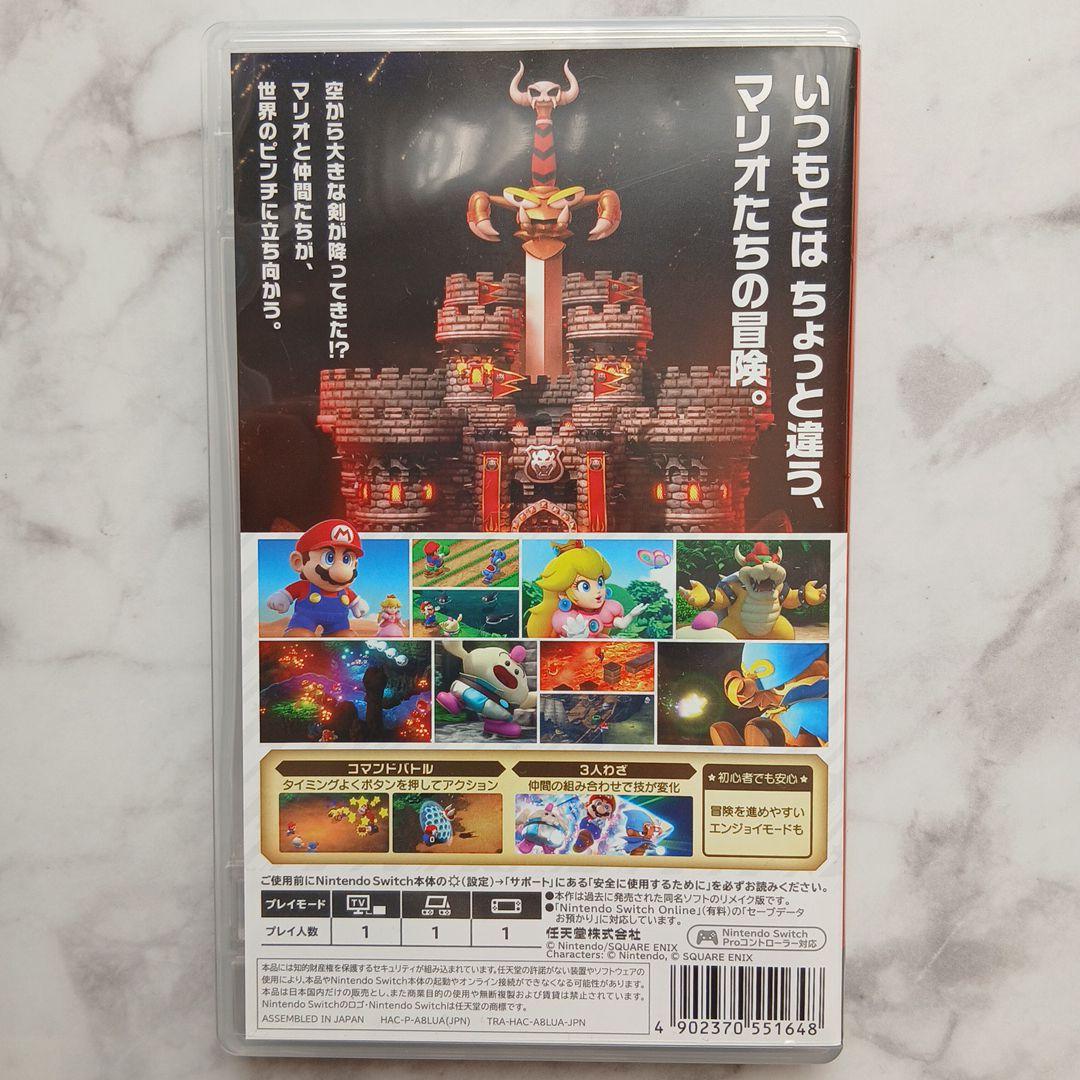 いつもとは ちょっと違う、
マリオたちの冒険。
空から大きな剣が降ってきた!?
マリオと仲間たちが、
世界のピンチに立ち向かう。
コマンドバトル
タイミングよくボタンを押してアクション
3人わざ
仲間の組み合わせで技が変化
★初心者でも安心★
冒険を進めやすい
エンジョイモードも
ご使用前にNintendo Switch本体の(設定)→「サポート」にある「安全に使用するために」を必ずお読みください。
プレイモード TV
プレイ人数 1 1 1
●本作は過去に発売された同名ソフトのリメイク版です。
●「Nintendo Switch Online」(有料)の「セーブデータ
お預かり」に対応しています。
任天堂株式会社
© Nintendo/SQUARE ENIX
Characters: © Nintendo, © SQUARE ENIX
Nintendo Switch
Proコントローラー対応
本品には知的財産権を保護するセキュリティが組み込まれています。任天堂の許諾がない装置やソフトウェアの
使用により、本品やNintendo Switch本体の起動やオンライン接続ができなくなる可能性があります。
本品は日本国内だけの販売とし、また商業目的の使用や無断複製および賃貸は禁止されています。
Nintendo Switchのロゴ・Nintendo Switchは任天堂の商標です。
ASSEMBLED IN JAPAN HAC-P-A8LUA(JPN) TRA-HAC-A8LUA-JPN
4 902370 551648